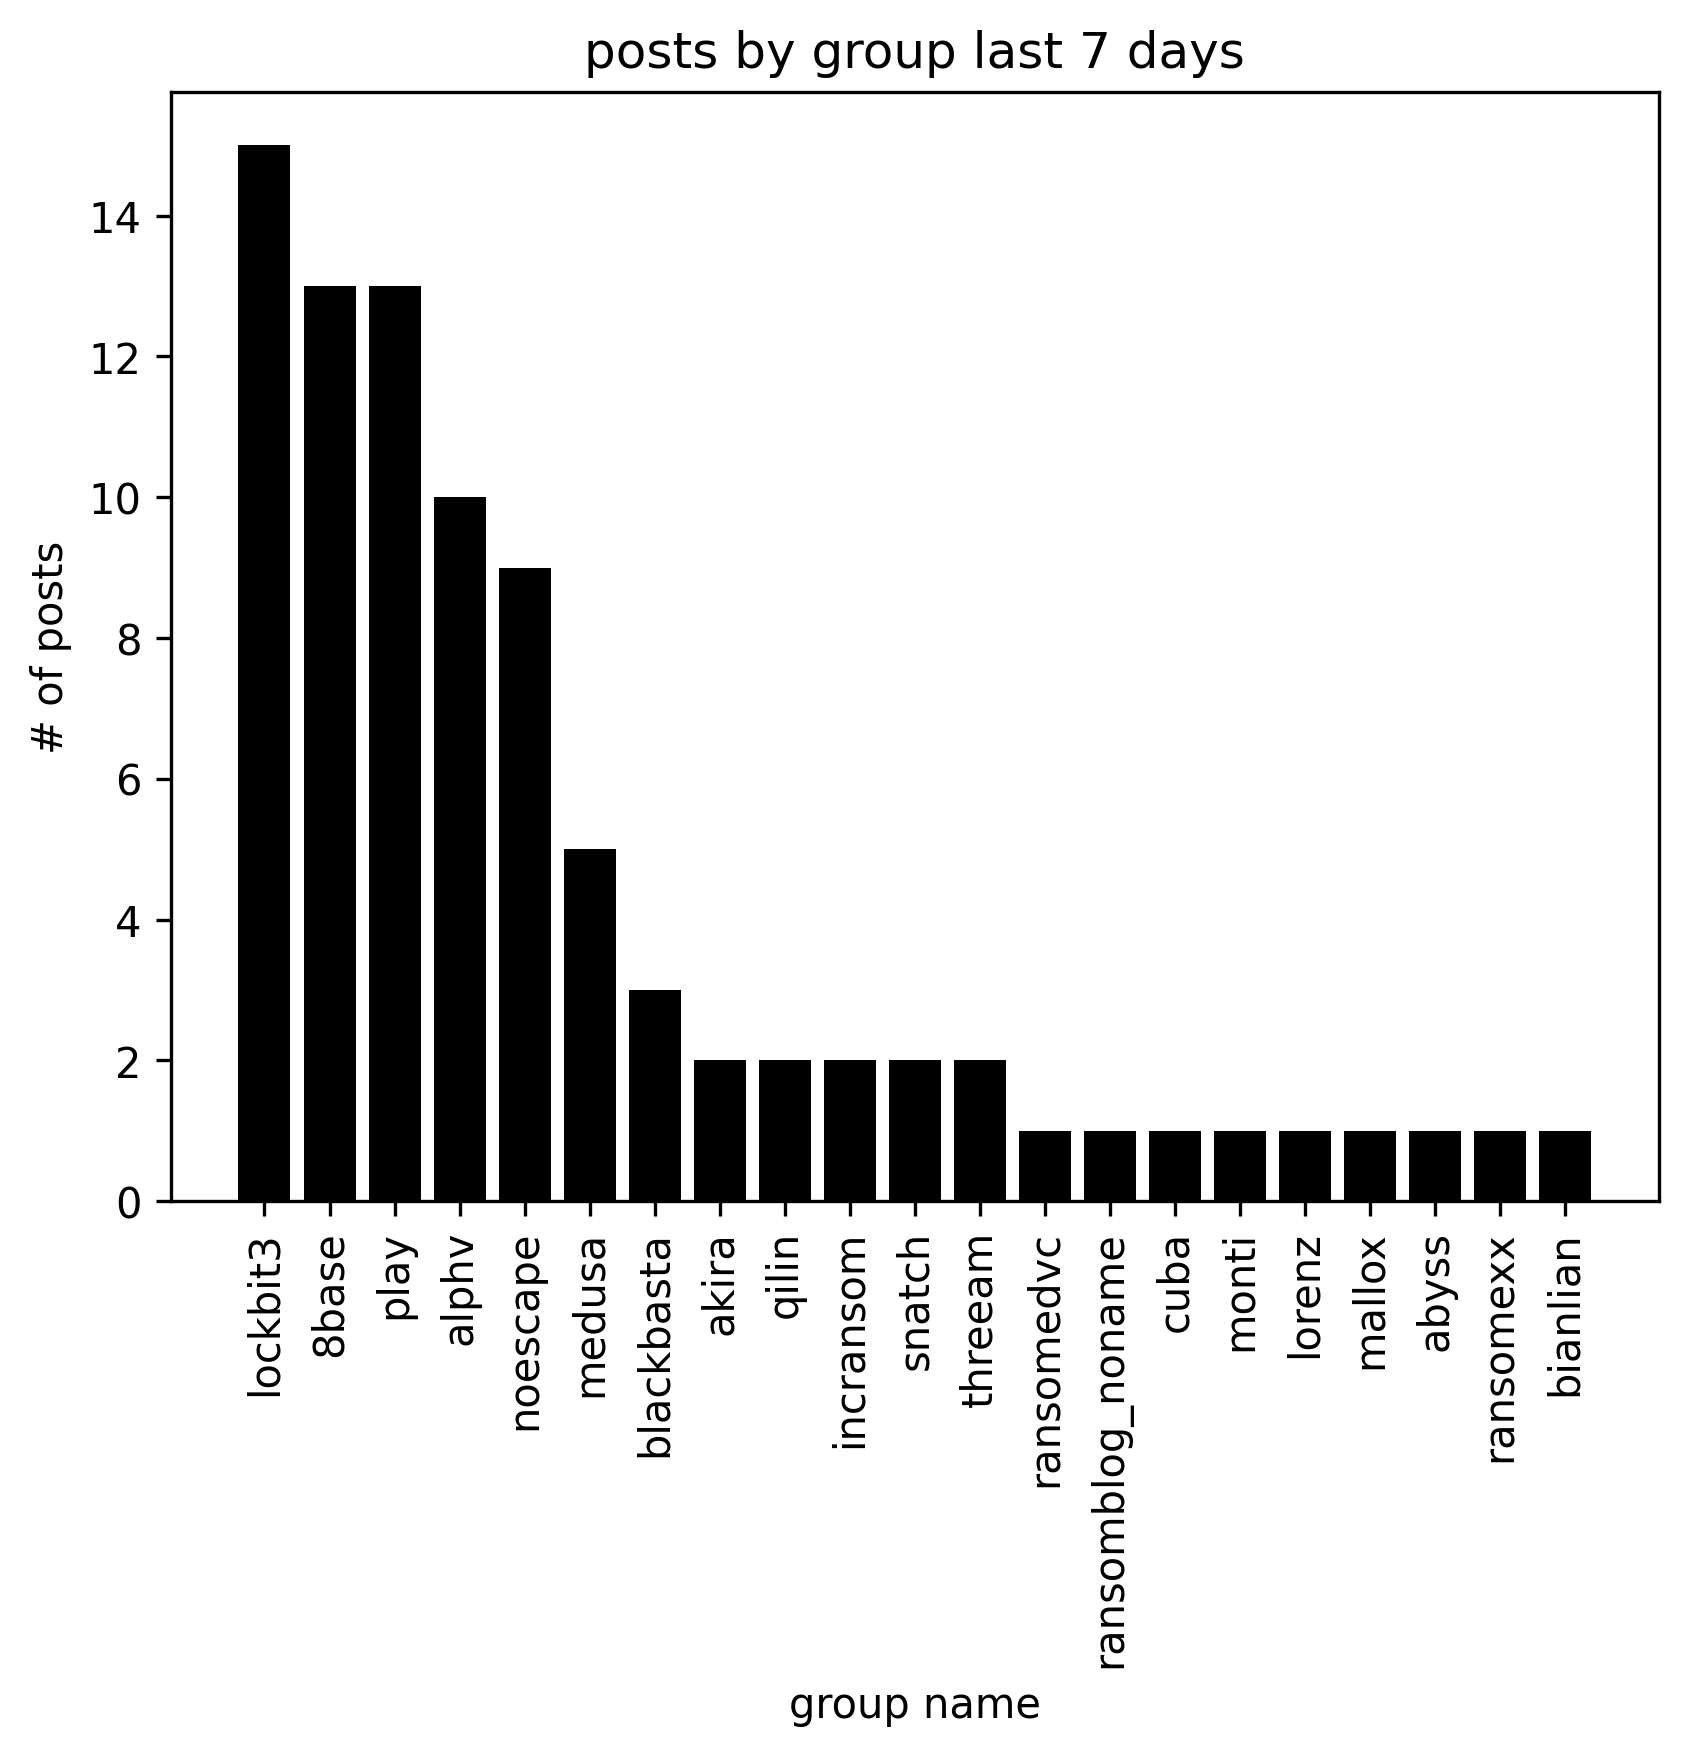 posts by group last 7 days
# of posts
14
12
10
8
6
4
2
0
lockbit3
8base
play
alphv
noescape
medusa
blackbasta
akira
qilin
incransom
snatch
threeam
ransomedvc
ransomblog_noname
cuba
monti
lorenz
mallox
abyss
ransomexx
bianlian
group name